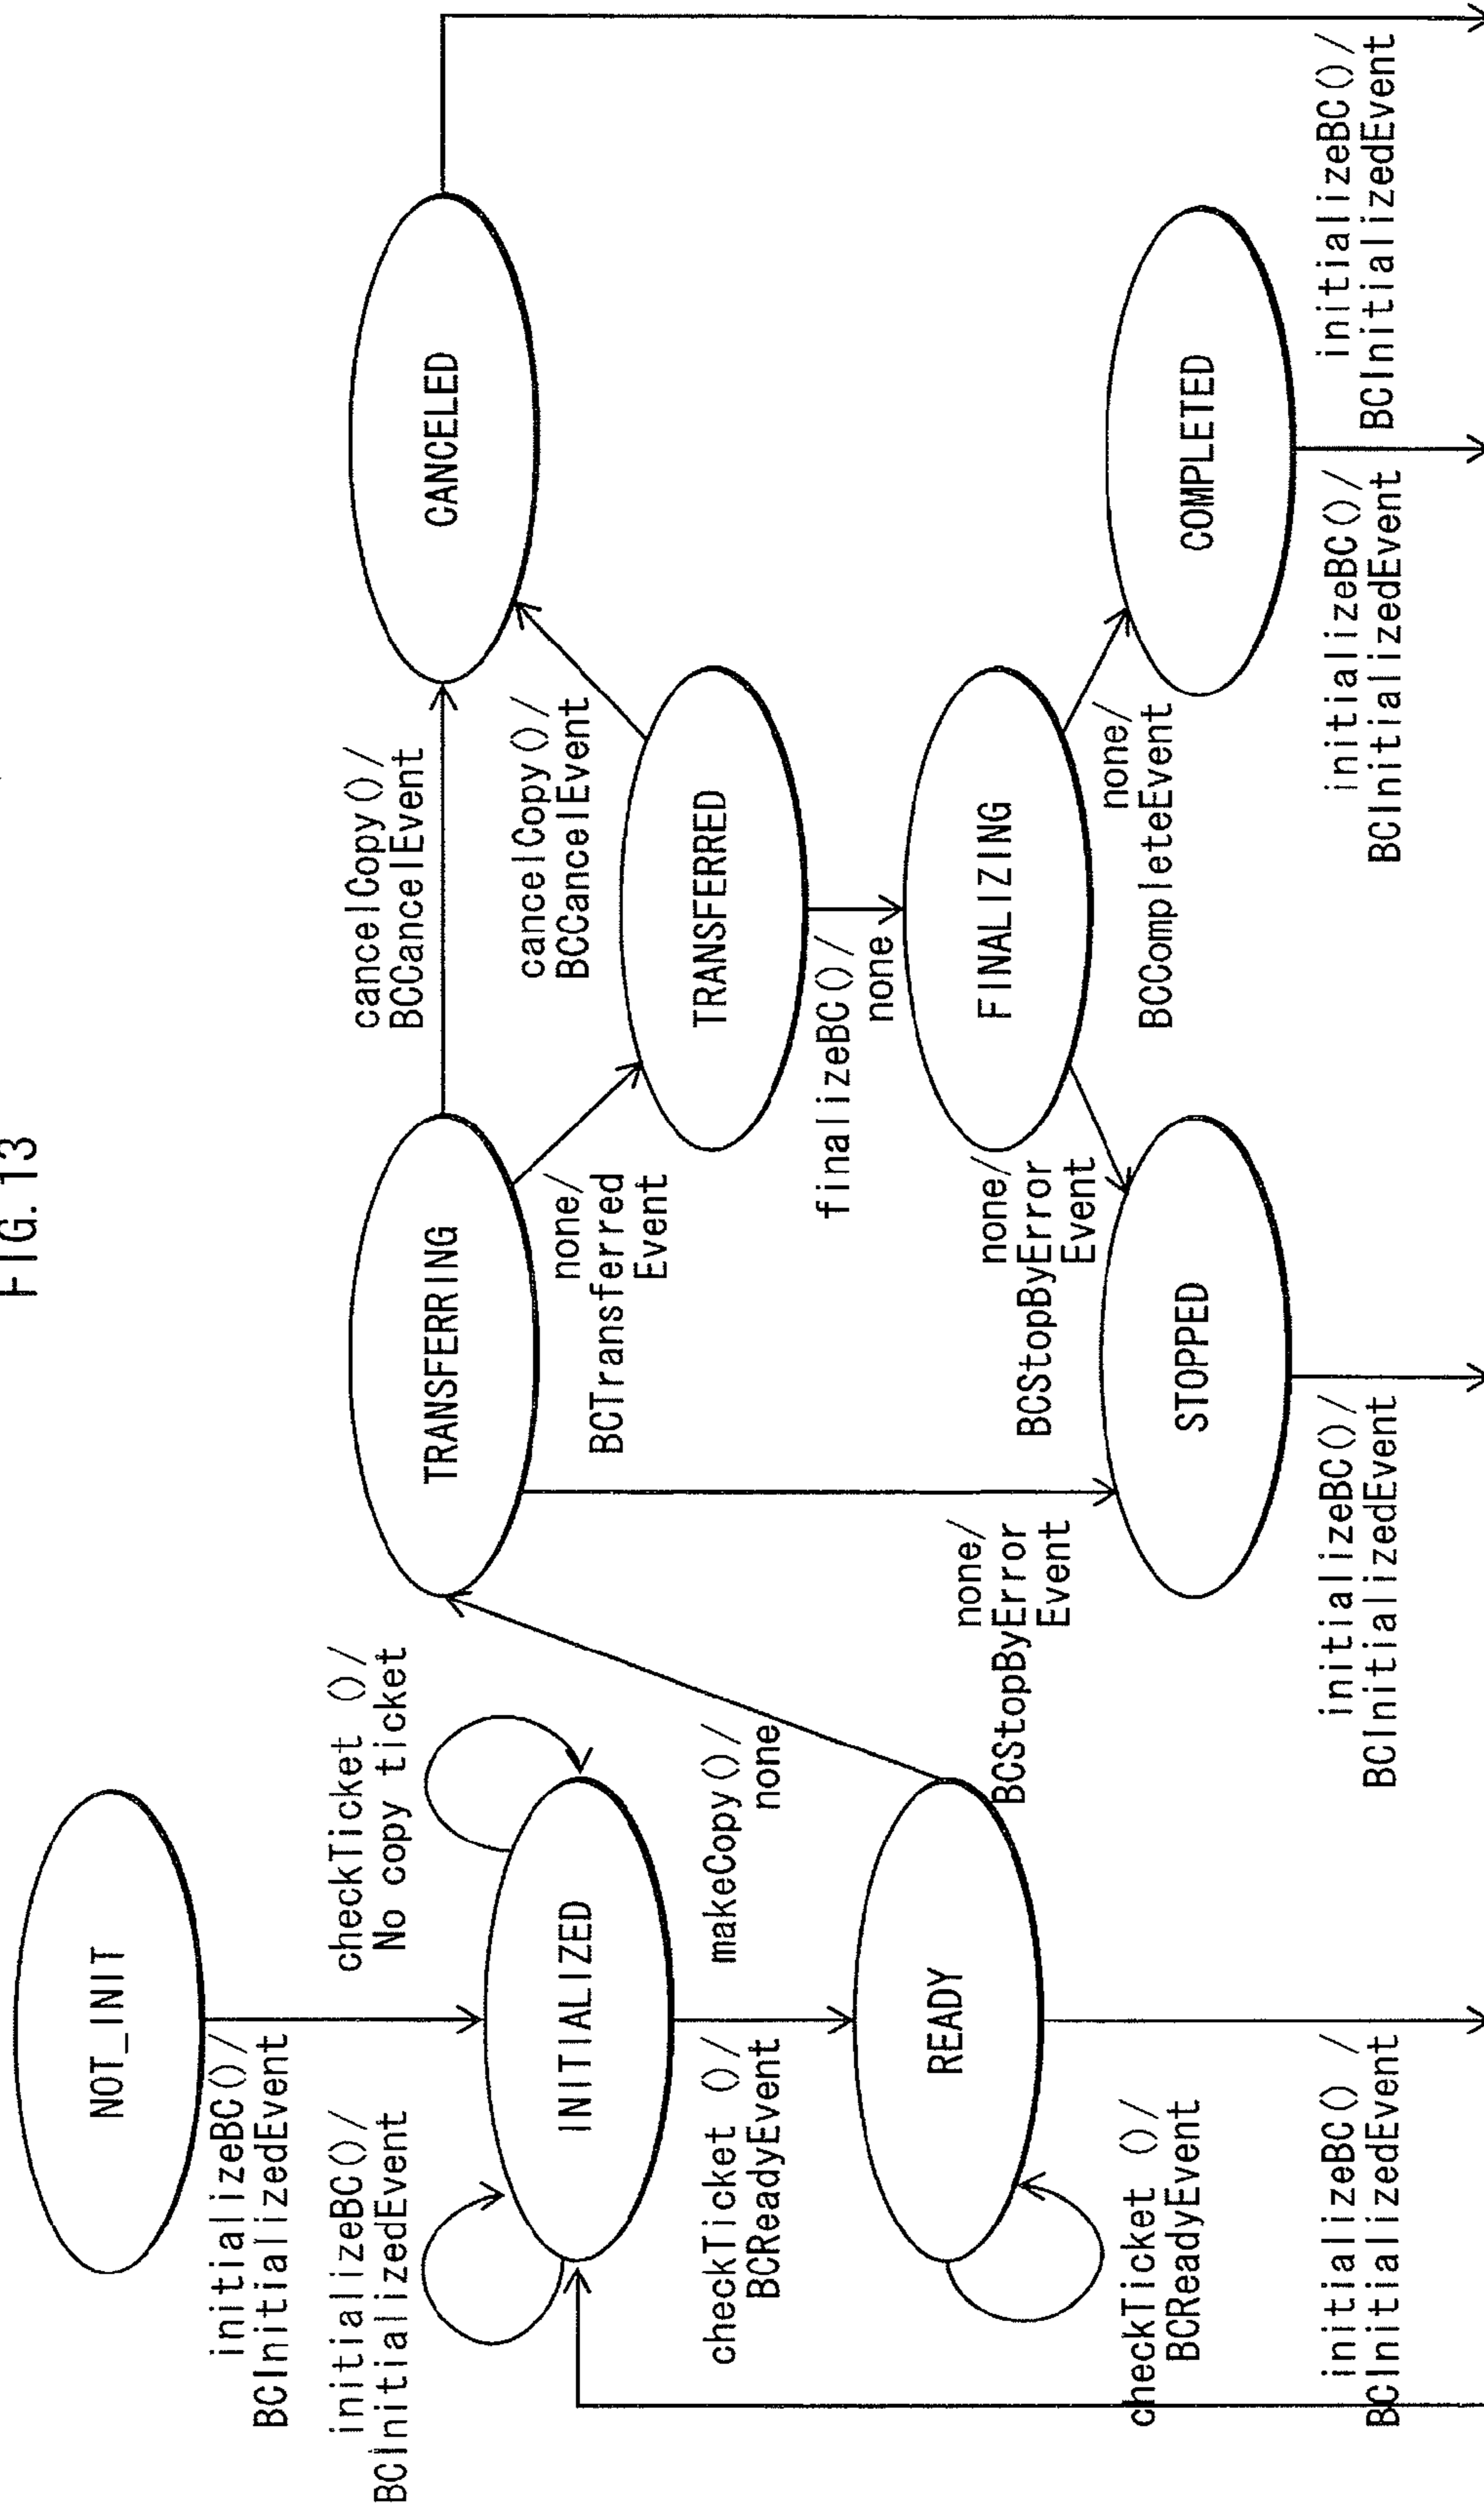 FIG. 13
NOT_INIT
initializeBC()/
BCInitializedEvent
initializeBC()/
BCInitializedEvent
checkTicket ()/
No copy ticket
INITIALIZED
checkTicket ()/
BCReadyEvent
makeCopy()/
none
READY
checkTicket ()/
BCReadyEvent
initializeBC() /
BCInitializedEvent
TRANSFERRING
cancelCopy()/
BCCancelEvent
CANCELED
none/
BCTransferred
Event
cancelCopy()/
BCCancelEvent
TRANSFERRED
finalizeBC()/
none
FINALIZING
none/
BCStopByError
Event
none/
BCStopByError
Event
none/
BCCompleteEvent
STOPPED
COMPLETED
initializeBC()/
BCInitializedEvent
initializeBC()/
BCInitializedEvent
initializeBC()/
BCInitializedEvent